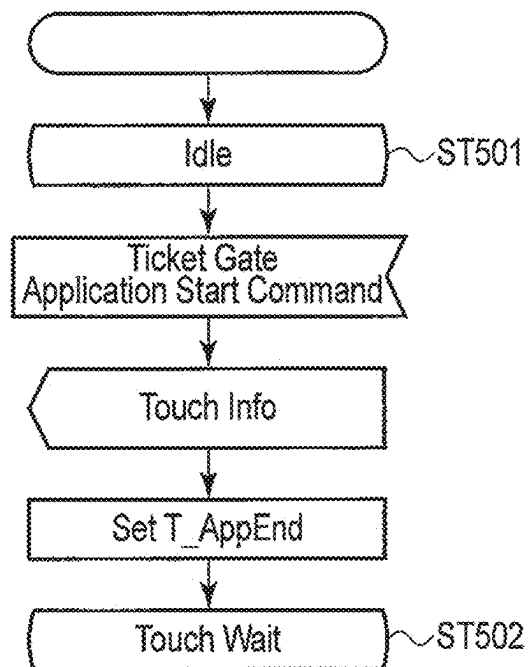 Idle
ST501
Ticket Gate
Application Start Command
Touch Info
Set T_AppEnd
Touch Wait
ST502